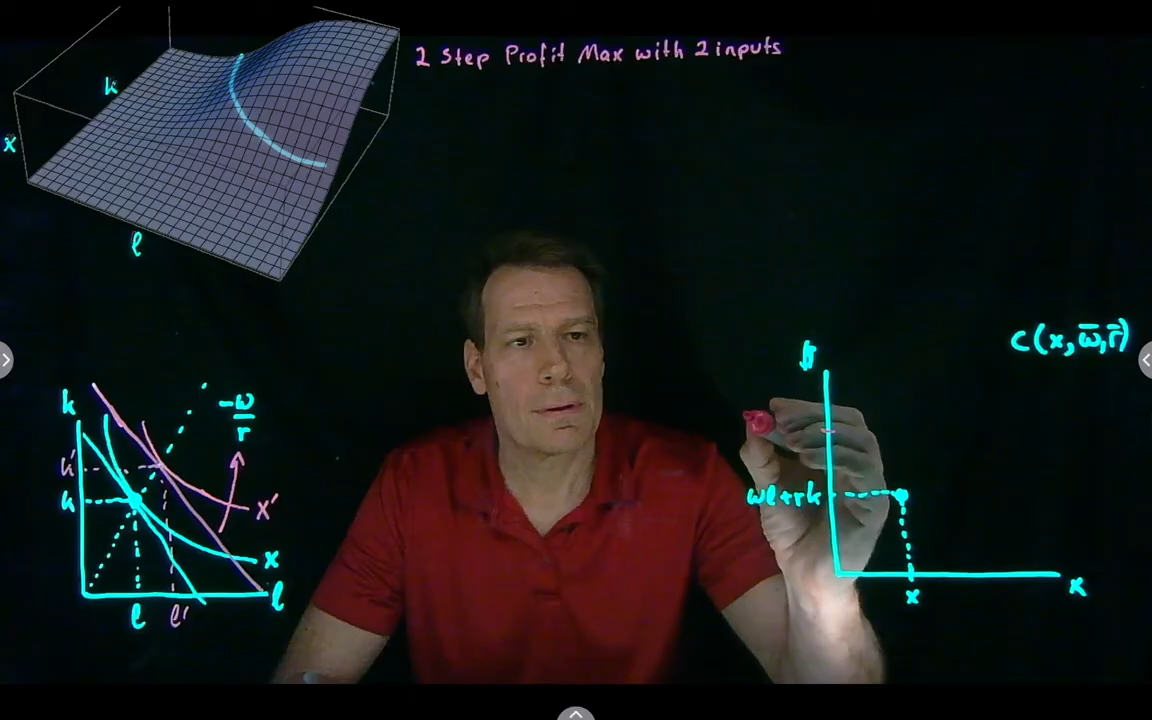 2 Step Profit Max with 2 inputs
k
x
l
$
c(x, w̄, r̄)
k
-w
r
k'
k
wl+rk
x'
x
l
l
l'
x
x